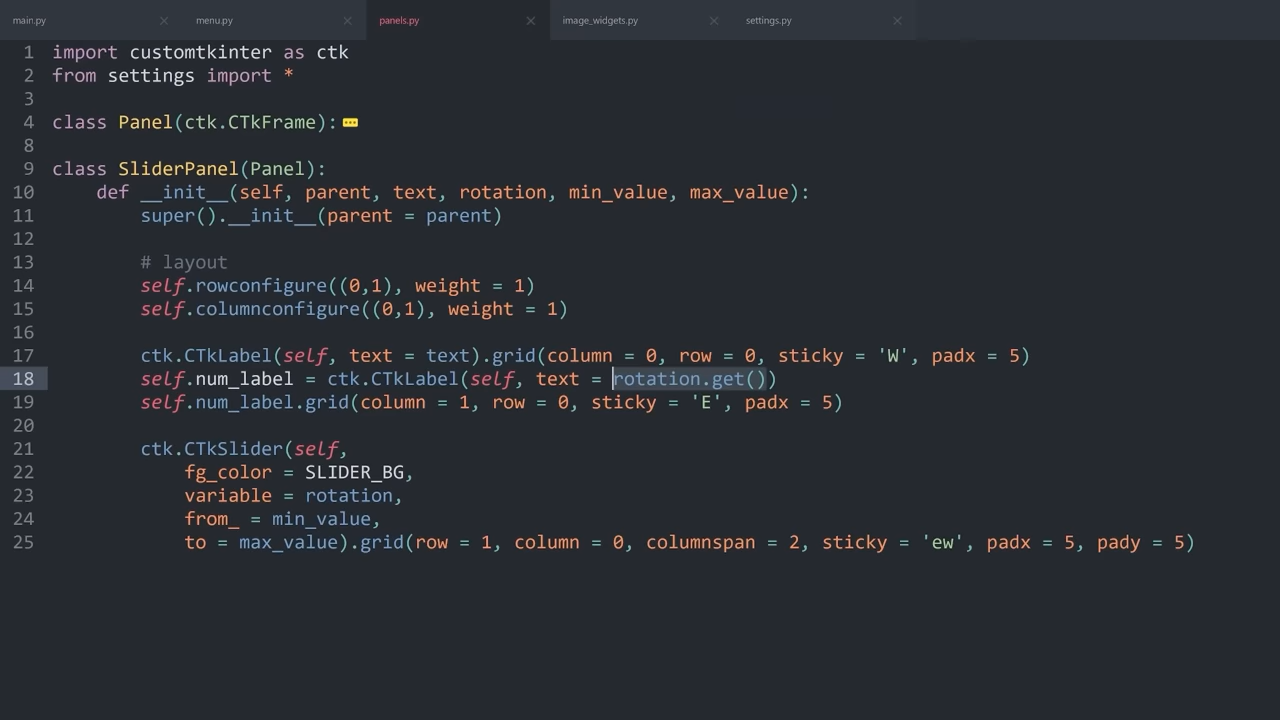 main.py menu.py panels.py image_widgets.py settings.py
1 import customtkinter as ctk
2 from settings import *
3
4 class Panel(ctk.CTkFrame):
8
9 class SliderPanel(Panel):
10     def __init__(self, parent, text, rotation, min_value, max_value):
11         super().__init__(parent = parent)
12
13         # layout
14         self.rowconfigure((0,1), weight = 1)
15         self.columnconfigure((0,1), weight = 1)
16
17         ctk.CTkLabel(self, text = text).grid(column = 0, row = 0, sticky = 'W', padx = 5)
18         self.num_label = ctk.CTkLabel(self, text = rotation.get())
19         self.num_label.grid(column = 1, row = 0, sticky = 'E', padx = 5)
20
21         ctk.CTkSlider(self,
22             fg_color = SLIDER_BG,
23             variable = rotation,
24             from_ = min_value,
25             to = max_value).grid(row = 1, column = 0, columnspan = 2, sticky = 'ew', padx = 5, pady = 5)